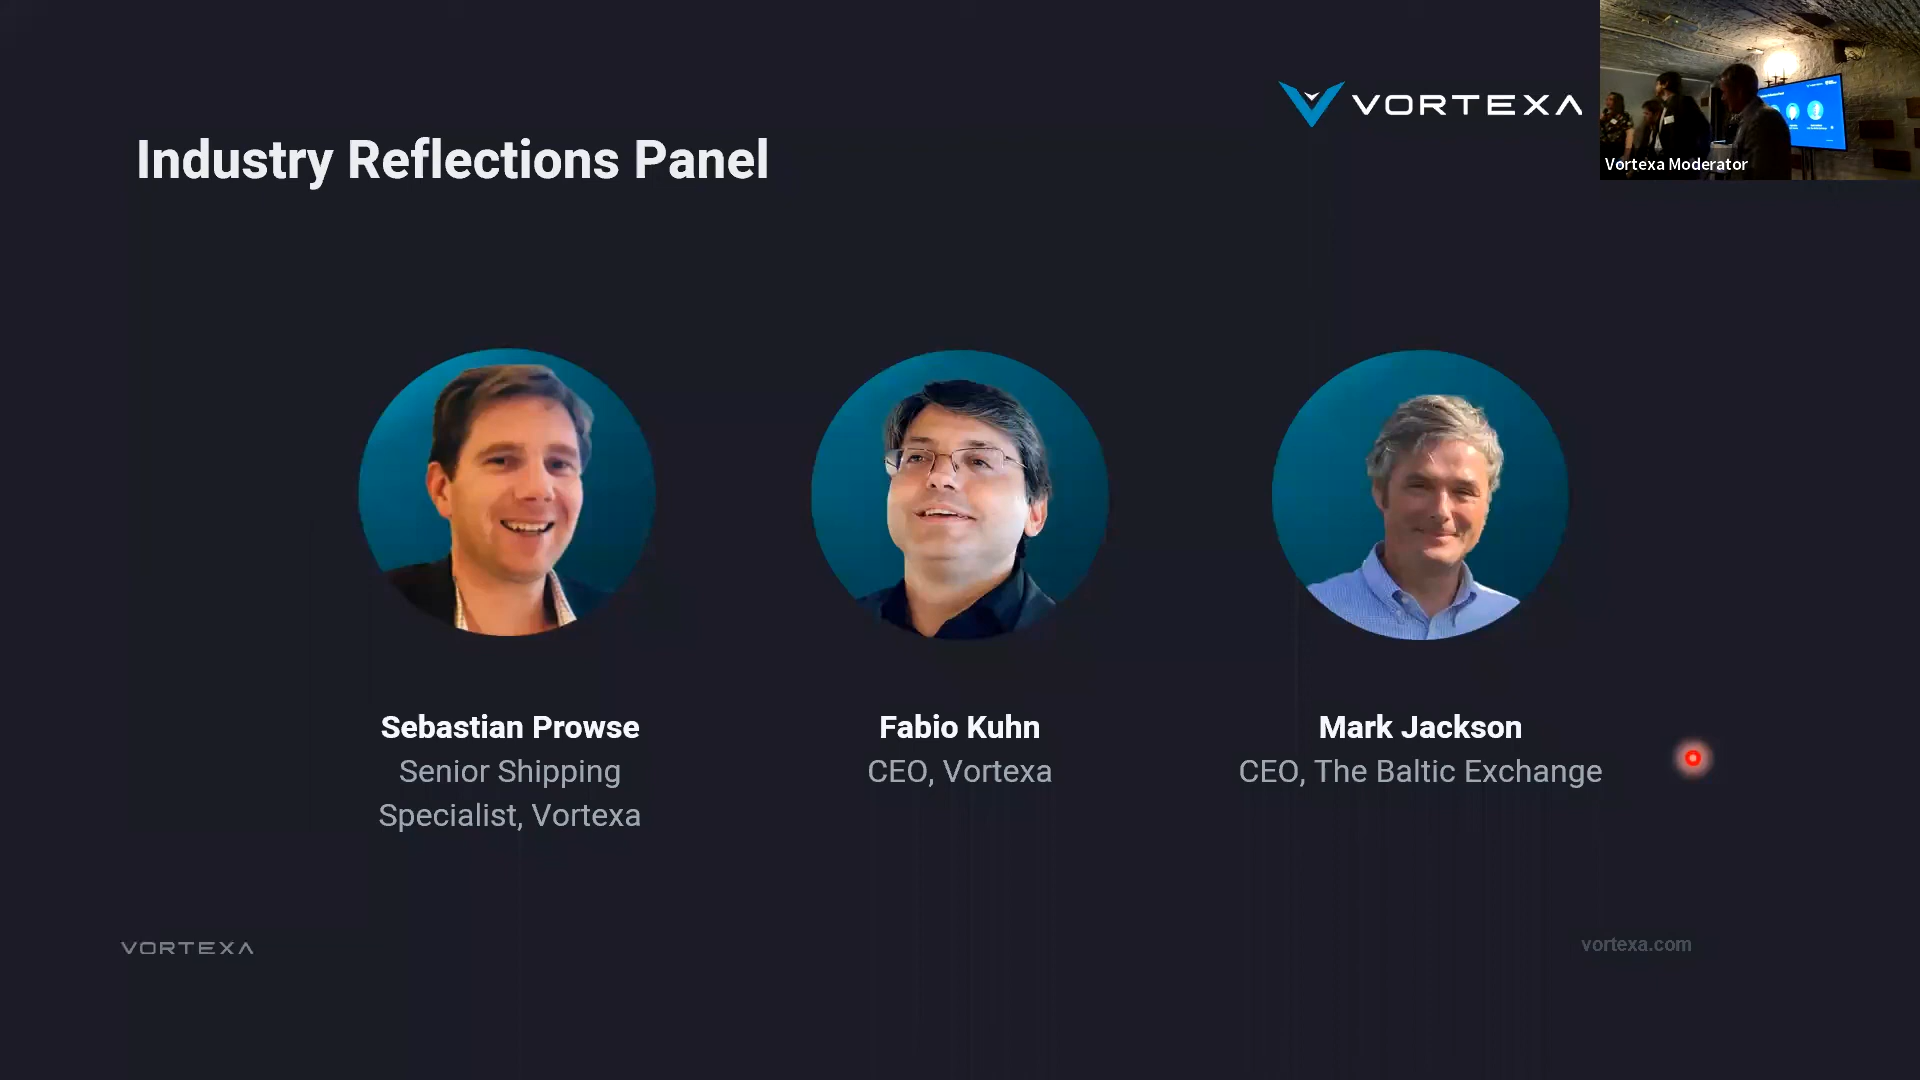 VORTEXA
Industry Reflections Panel
Vortexa Moderator
Sebastian Prowse
Senior Shipping
Specialist, Vortexa
Fabio Kuhn
CEO, Vortexa
Mark Jackson
CEO, The Baltic Exchange
VORTEXA
vortexa.com